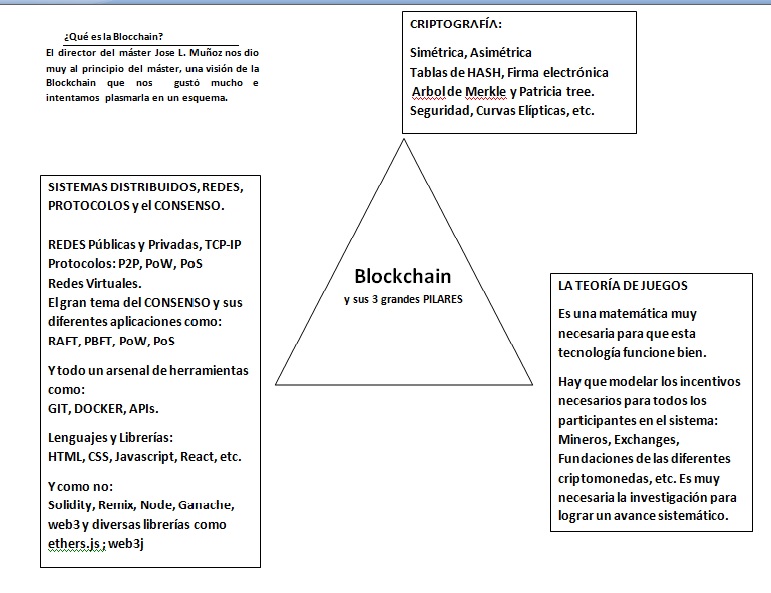 ¿Qué es la Blocchain?
El director del máster Jose L. Muñoz nos dio
muy al principio del máster, una visión de la
Blockchain que nos gustó mucho e
intentamos plasmarla en un esquema.
CRIPTOGRAFÍA:
Simétrica, Asimétrica
Tablas de HASH, Firma electrónica
Arbol de Merkle y Patricia tree.
Seguridad, Curvas Elípticas, etc.
SISTEMAS DISTRIBUIDOS, REDES,
PROTOCOLOS y el CONSENSO.
REDES Públicas y Privadas, TCP-IP
Protocolos: P2P, PoW, PoS
Redes Virtuales.
El gran tema del CONSENSO y sus
diferentes aplicaciones como:
RAFT, PBFT, PoW, PoS
Y todo un arsenal de herramientas
como:
GIT, DOCKER, APIs.
Lenguajes y Librerías:
HTML, CSS, Javascript, React, etc.
Y como no:
Solidity, Remix, Node, Ganache,
web3 y diversas librerías como
ethers.js ; web3j
Blockchain
y sus 3 grandes PILARES
LA TEORÍA DE JUEGOS
Es una matemática muy
necesaria para que esta
tecnología funcione bien.
Hay que modelar los incentivos
necesarios para todos los
participantes en el sistema:
Mineros, Exchanges,
Fundaciones de las diferentes
criptomonedas, etc. Es muy
necesaria la investigación para
lograr un avance sistemático.